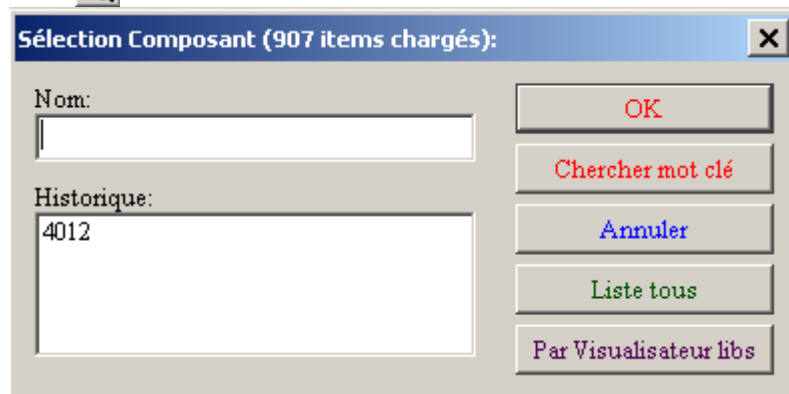 Sélection Composant (907 items chargés):
Nom:
OK
Chercher mot clé
Historique:
4012
Annuler
Liste tous
Par Visualisateur libs